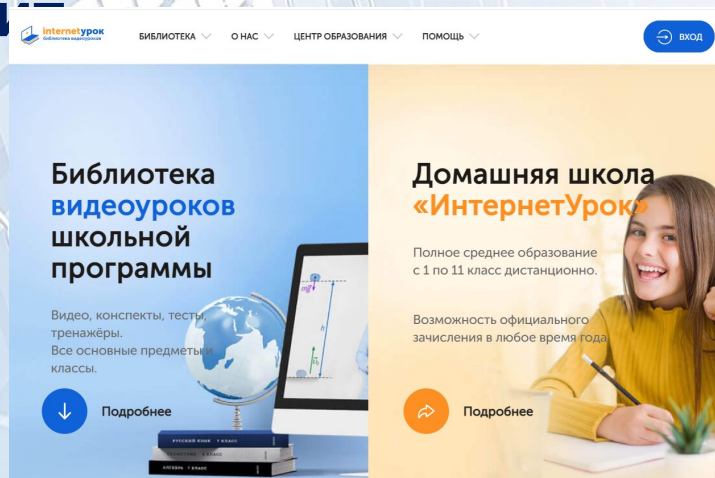 internetурок
библиотека видеоуроков
БИБЛИОТЕКА
О НАС
ЦЕНТР ОБРАЗОВАНИЯ
ПОМОЩЬ
ВХОД
Библиотека
видеоуроков
школьной
программы
Видео, конспекты, тесты,
тренажёры.
Все основные предметы и
классы.
Подробнее
РУССКИЙ ЯЗЫК 7 КЛАСС
АЛГЕБРА 9 КЛАСС
Домашняя школа
«ИнтернетУрок»
Полное среднее образование
с 1 по 11 класс дистанционно.
Возможность официального
зачисления в любое время года
Подробнее